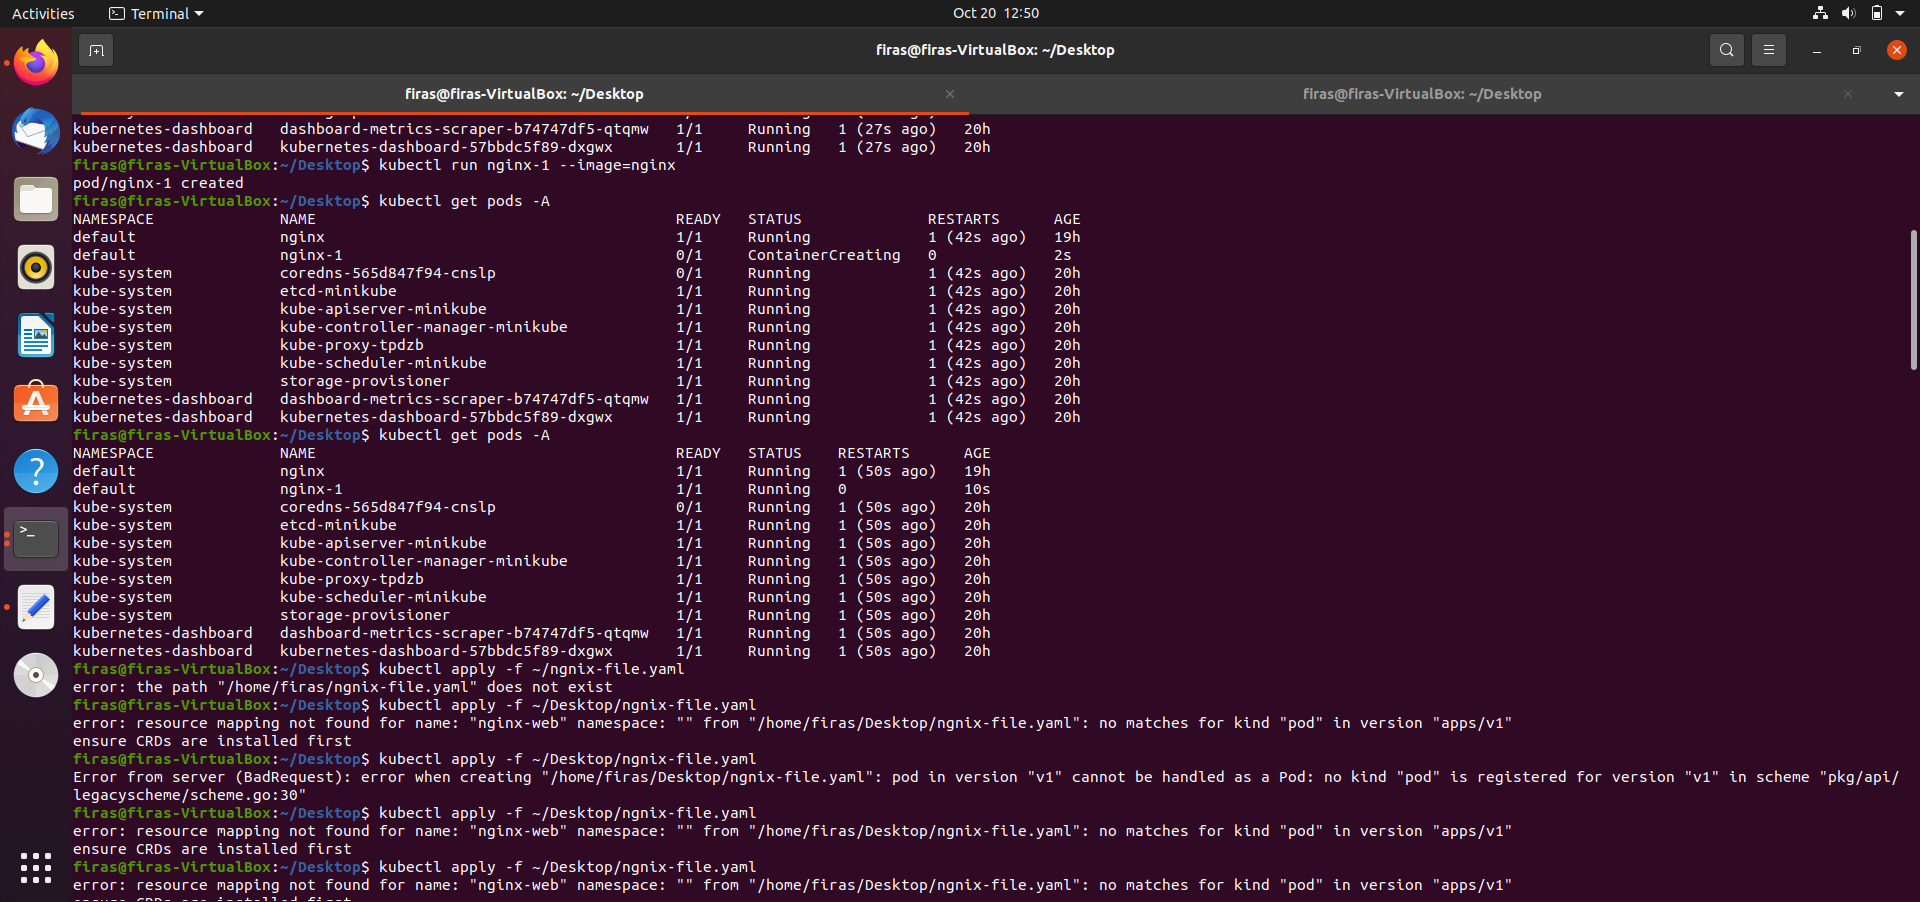 Activities
Terminal
Oct 20 12:50
firas@firas-VirtualBox: ~/Desktop
firas@firas-VirtualBox: ~/Desktop
firas@firas-VirtualBox: ~/Desktop
kubernetes-dashboard   dashboard-metrics-scraper-b74747df5-qtqmw   1/1     Running   1 (27s ago)   20h
kubernetes-dashboard   kubernetes-dashboard-57bbdc5f89-dxgwx       1/1     Running   1 (27s ago)   20h
firas@firas-VirtualBox:~/Desktop$ kubectl run nginx-1 --image=nginx
pod/nginx-1 created
firas@firas-VirtualBox:~/Desktop$ kubectl get pods -A
NAMESPACE              NAME                                        READY   STATUS              RESTARTS      AGE
default                nginx                                       1/1     Running             1 (42s ago)   19h
default                nginx-1                                     0/1     ContainerCreating   0             2s
kube-system            coredns-565d847f94-cnslp                    0/1     Running             1 (42s ago)   20h
kube-system            etcd-minikube                               1/1     Running             1 (42s ago)   20h
kube-system            kube-apiserver-minikube                     1/1     Running             1 (42s ago)   20h
kube-system            kube-controller-manager-minikube            1/1     Running             1 (42s ago)   20h
kube-system            kube-proxy-tpdzb                            1/1     Running             1 (42s ago)   20h
kube-system            kube-scheduler-minikube                     1/1     Running             1 (42s ago)   20h
kube-system            storage-provisioner                         1/1     Running             1 (42s ago)   20h
kubernetes-dashboard   dashboard-metrics-scraper-b74747df5-qtqmw   1/1     Running             1 (42s ago)   20h
kubernetes-dashboard   kubernetes-dashboard-57bbdc5f89-dxgwx       1/1     Running             1 (42s ago)   20h
firas@firas-VirtualBox:~/Desktop$ kubectl get pods -A
NAMESPACE              NAME                                        READY   STATUS    RESTARTS      AGE
default                nginx                                       1/1     Running   1 (50s ago)   19h
default                nginx-1                                     1/1     Running   0             10s
kube-system            coredns-565d847f94-cnslp                    0/1     Running   1 (50s ago)   20h
kube-system            etcd-minikube                               1/1     Running   1 (50s ago)   20h
kube-system            kube-apiserver-minikube                     1/1     Running   1 (50s ago)   20h
kube-system            kube-controller-manager-minikube            1/1     Running   1 (50s ago)   20h
kube-system            kube-proxy-tpdzb                            1/1     Running   1 (50s ago)   20h
kube-system            kube-scheduler-minikube                     1/1     Running   1 (50s ago)   20h
kube-system            storage-provisioner                         1/1     Running   1 (50s ago)   20h
kubernetes-dashboard   dashboard-metrics-scraper-b74747df5-qtqmw   1/1     Running   1 (50s ago)   20h
kubernetes-dashboard   kubernetes-dashboard-57bbdc5f89-dxgwx       1/1     Running   1 (50s ago)   20h
firas@firas-VirtualBox:~/Desktop$ kubectl apply -f ~/ngnix-file.yaml
error: the path "/home/firas/ngnix-file.yaml" does not exist
firas@firas-VirtualBox:~/Desktop$ kubectl apply -f ~/Desktop/ngnix-file.yaml
error: resource mapping not found for name: "nginx-web" namespace: "" from "/home/firas/Desktop/ngnix-file.yaml": no matches for kind "pod" in version "apps/v1"
ensure CRDs are installed first
firas@firas-VirtualBox:~/Desktop$ kubectl apply -f ~/Desktop/ngnix-file.yaml
Error from server (BadRequest): error when creating "/home/firas/Desktop/ngnix-file.yaml": pod in version "v1" cannot be handled as a Pod: no kind "pod" is registered for version "v1" in scheme "pkg/api/
legacyscheme/scheme.go:30"
firas@firas-VirtualBox:~/Desktop$ kubectl apply -f ~/Desktop/ngnix-file.yaml
error: resource mapping not found for name: "nginx-web" namespace: "" from "/home/firas/Desktop/ngnix-file.yaml": no matches for kind "pod" in version "apps/v1"
ensure CRDs are installed first
firas@firas-VirtualBox:~/Desktop$ kubectl apply -f ~/Desktop/ngnix-file.yaml
error: resource mapping not found for name: "nginx-web" namespace: "" from "/home/firas/Desktop/ngnix-file.yaml": no matches for kind "pod" in version "apps/v1"
ensure CRDs are installed first